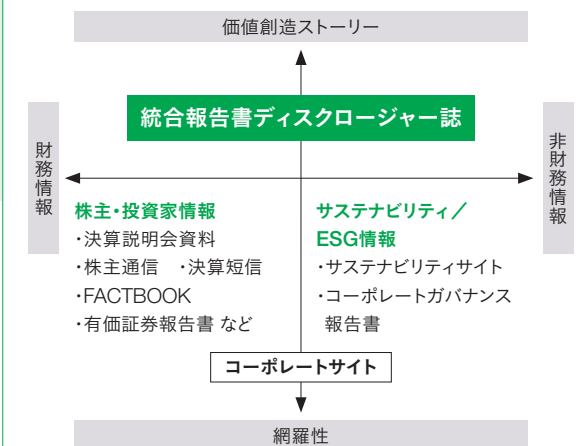 価値創造ストーリー
統合報告書ディスクロージャー誌
財務情報
非財務情報
株主・投資家情報
・決算説明会資料
・株主通信 ・決算短信
・FACTBOOK
・有価証券報告書 など
サステナビリティ／
ESG情報
・サステナビリティサイト
・コーポレートガバナンス
報告書
コーポレートサイト
網羅性